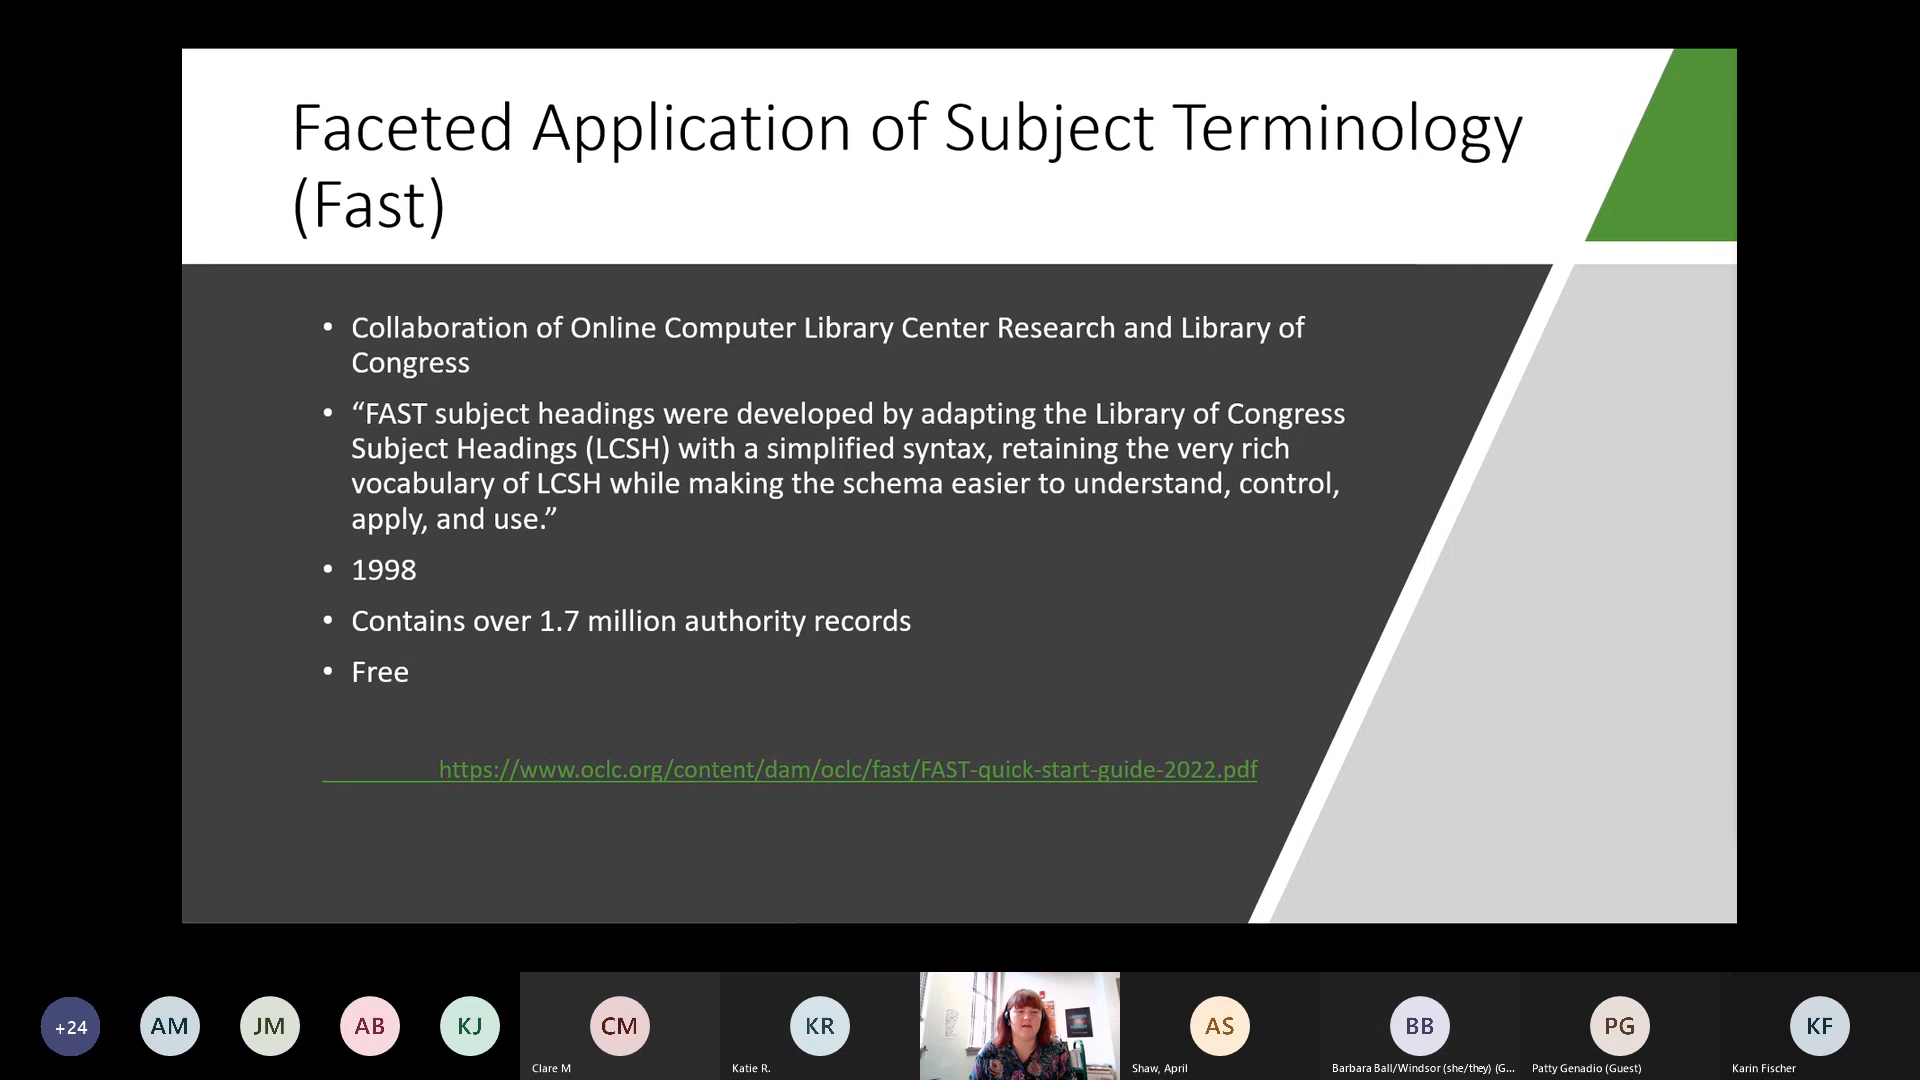 Faceted Application of Subject Terminology
(Fast)
• Collaboration of Online Computer Library Center Research and Library of
Congress
• “FAST subject headings were developed by adapting the Library of Congress
Subject Headings (LCSH) with a simplified syntax, retaining the very rich
vocabulary of LCSH while making the schema easier to understand, control,
apply, and use.”
• 1998
• Contains over 1.7 million authority records
• Free
https://www.oclc.org/content/dam/oclc/fast/FAST-quick-start-guide-2022.pdf
+24
AM
JM
AB
KJ
CM
KR
AS
BB
PG
KF
Clare M
Katie R.
Shaw, April
Barbara Ball/Windsor (she/they) (G...
Patty Genadio (Guest)
Karin Fischer